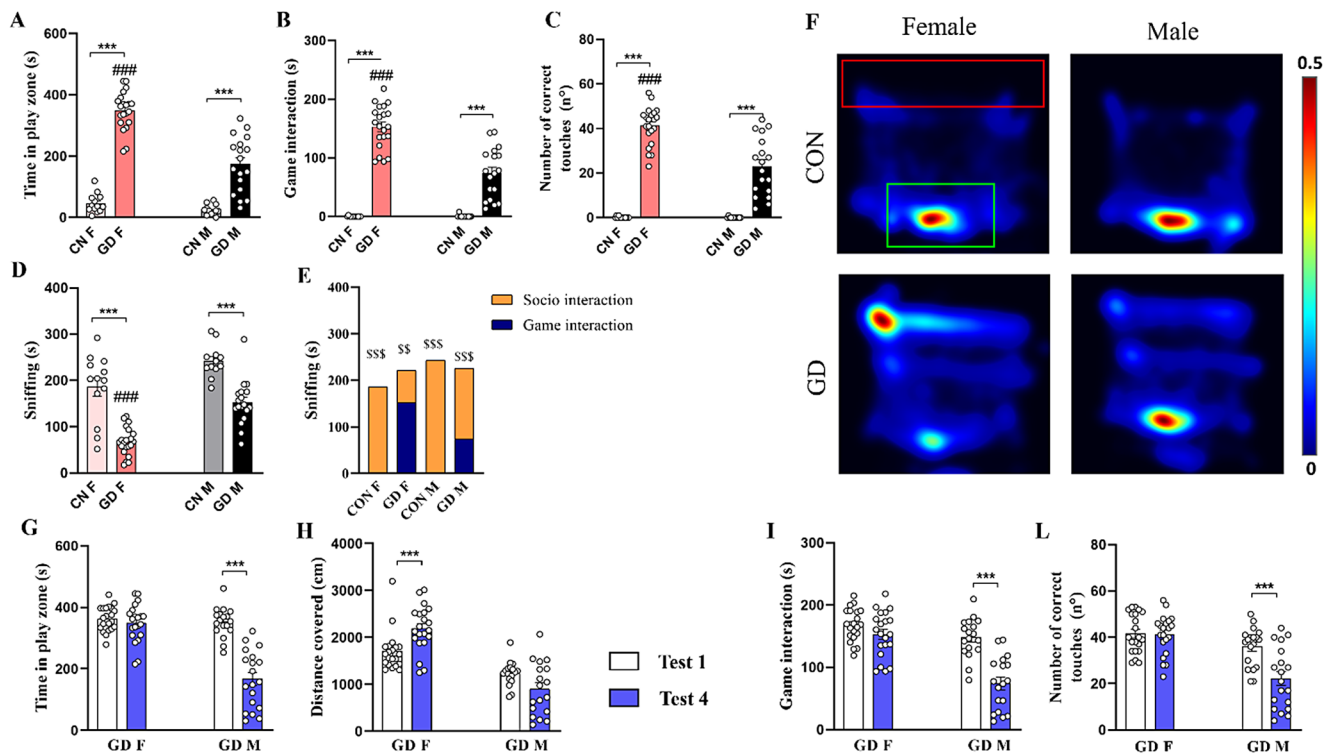 A
Time in play zone (s)
600
400
200
0
***
###
***
CN F
GD F
CN M
GD M
B
Game interaction (s)
300
200
100
0
***
###
***
CN F
GD F
CN M
GD M
C
Number of correct
touches (n°)
80
60
40
20
0
***
###
***
CN F
GD F
CN M
GD M
F
Female
Male
CON
GD
0.5
0
D
Sniffing (s)
400
300
200
100
0
***
###
***
CN F
GD F
CN M
GD M
E
Sniffing (s)
400
300
200
100
0
$$$
$$
$$$
$$$
CON F
GD F
CON M
GD M
Socio interaction
Game interaction
G
Time in play zone (s)
600
400
200
0
***
GD F
GD M
H
Distance covered (cm)
4000
3000
2000
1000
0
***
GD F
GD M
Test 1
Test 4
I
Game interaction (s)
300
200
100
0
***
GD F
GD M
L
Number of correct
touches (n°)
80
60
40
20
0
***
GD F
GD M